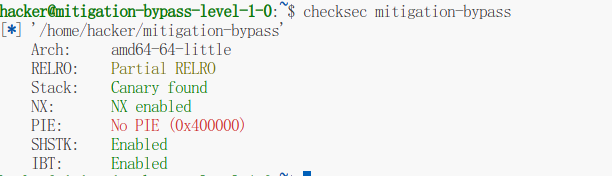 hacker@mitigation-bypass-level-1-0:~$ checksec mitigation-bypass
[*] '/home/hacker/mitigation-bypass'
Arch: amd64-64-little
RELRO: Partial RELRO
Stack: Canary found
NX: NX enabled
PIE: No PIE (0x400000)
SHSTK: Enabled
IBT: Enabled